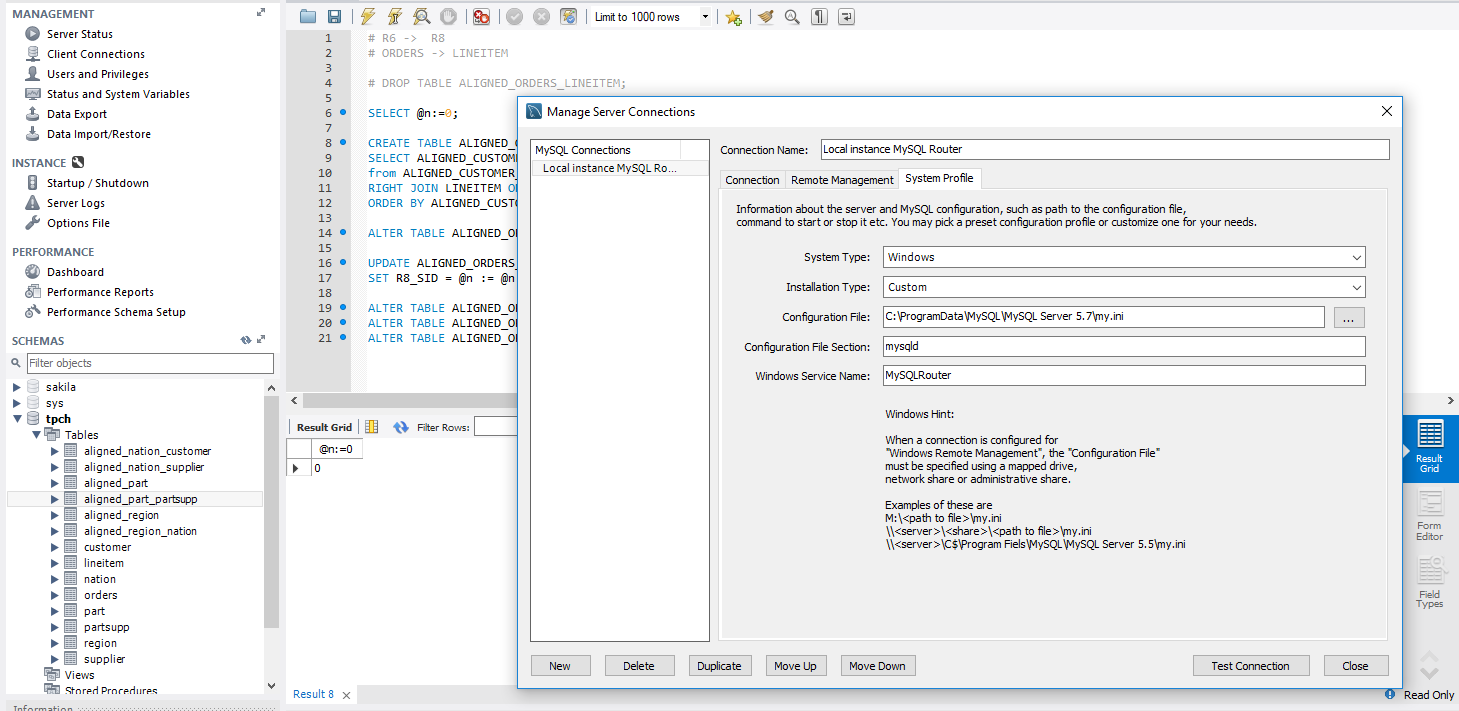 MANAGEMENT
Server Status
Client Connections
Users and Privileges
Status and System Variables
Data Export
Data Import/Restore
INSTANCE
Startup / Shutdown
Server Logs
Options File
PERFORMANCE
Dashboard
Performance Reports
Performance Schema Setup
SCHEMAS
Filter objects
sakila
sys
tpch
Tables
aligned_nation_customer
aligned_nation_supplier
aligned_part
aligned_part_partsupp
aligned_region
aligned_region_nation
customer
lineitem
nation
orders
part
partsupp
region
supplier
Views
Stored Procedures
Information
Limit to 1000 rows
1 # R6 -> R8
2 # ORDERS -> LINEITEM
3
4 # DROP TABLE ALIGNED_ORDERS_LINEITEM;
5
6 SELECT @n:=0;
7
8 CREATE TABLE ALIGNED_
9 SELECT ALIGNED_CUSTOM
10 from ALIGNED_CUSTOMER_
11 RIGHT JOIN LINEITEM O
12 ORDER BY ALIGNED_CUSTO
13
14 ALTER TABLE ALIGNED_O
15
16 UPDATE ALIGNED_ORDERS_
17 SET R8_SID = @n := @n
18
19 ALTER TABLE ALIGNED_O
20 ALTER TABLE ALIGNED_O
21 ALTER TABLE ALIGNED_O
Result Grid
Filter Rows:
@n:=0
0
Result 8
Manage Server Connections
MySQL Connections
Local instance MySQL Ro...
Connection Name:
Local instance MySQL Router
Connection
Remote Management
System Profile
Information about the server and MySQL configuration, such as path to the configuration file,
command to start or stop it etc. You may pick a preset configuration profile or customize one for your needs.
System Type:
Windows
Installation Type:
Custom
Configuration File:
C:\ProgramData\MySQL\MySQL Server 5.7\my.ini
...
Configuration File Section:
mysqld
Windows Service Name:
MySQLRouter
Windows Hint:
When a connection is configured for
"Windows Remote Management", the "Configuration File"
must be specified using a mapped drive,
network share or administrative share.
Examples of these are
M:\<path to file>\my.ini
\\<server>\<share>\<path to file>\my.ini
\\<server>\C$\Program Fiels\MySQL\MySQL Server 5.5\my.ini
New
Delete
Duplicate
Move Up
Move Down
Test Connection
Close
Result
Grid
Form
Editor
Field
Types
Read Only